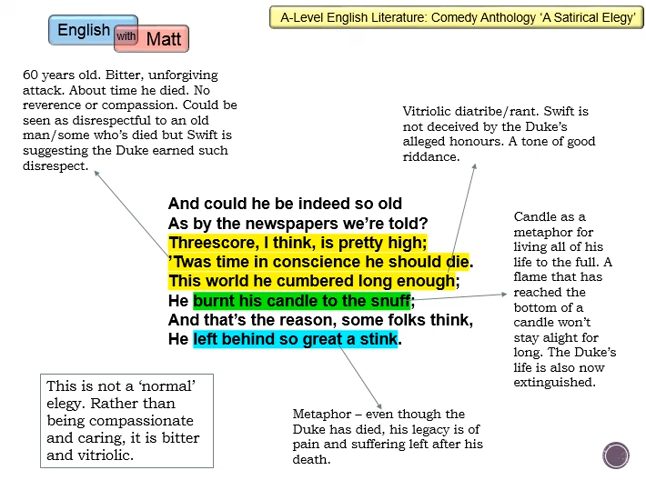 English with Matt
A-Level English Literature: Comedy Anthology ‘A Satirical Elegy’
60 years old. Bitter, unforgiving
attack. About time he died. No
reverence or compassion. Could be
seen as disrespectful to an old
man/some who’s died but Swift is
suggesting the Duke earned such
disrespect.
Vitriolic diatribe/rant. Swift is
not deceived by the Duke’s
alleged honours. A tone of good
riddance.
And could he be indeed so old
As by the newspapers we’re told?
Threescore, I think, is pretty high;
’Twas time in conscience he should die.
This world he cumbered long enough;
He burnt his candle to the snuff;
And that’s the reason, some folks think,
He left behind so great a stink.
Candle as a
metaphor for
living all of his
life to the full. A
flame that has
reached the
bottom of a
candle won’t
stay alight for
long. The Duke’s
life is also now
extinguished.
This is not a ‘normal’
elegy. Rather than
being compassionate
and caring, it is bitter
and vitriolic.
Metaphor – even though the
Duke has died, his legacy is of
pain and suffering left after his
death.